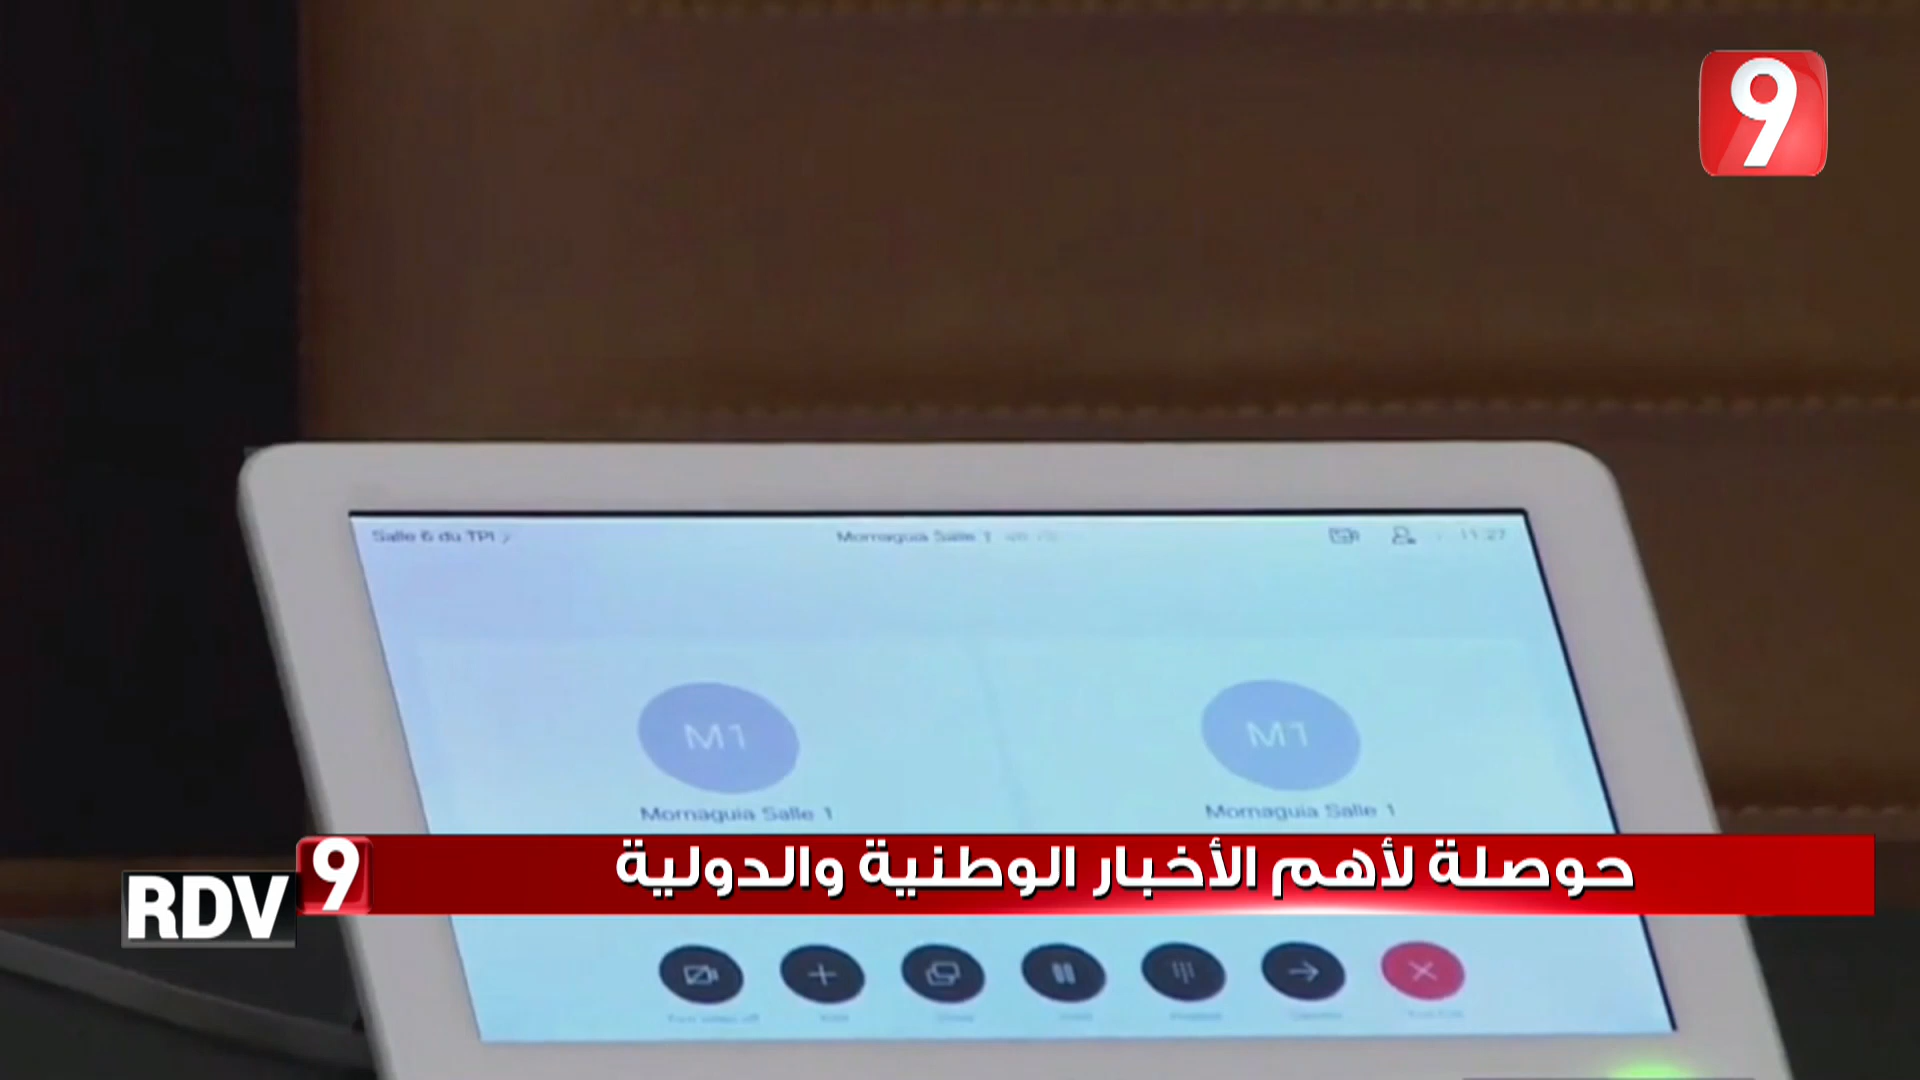 9
Salle 6 du TPI
Mornaguia Salle 1
11:27
M1
M1
Mornaguia Salle 1
Mornaguia Salle 1
حوصلة لأهم الأخبار الوطنية والدولية
RDV 9